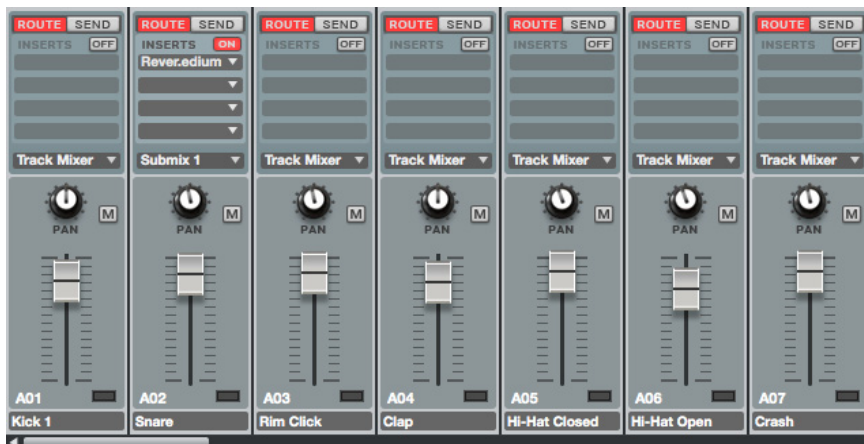 ROUTE SEND ROUTE SEND ROUTE SEND ROUTE SEND ROUTE SEND ROUTE SEND ROUTE SEND
INSERTS OFF INSERTS ON INSERTS OFF INSERTS OFF INSERTS OFF INSERTS OFF INSERTS OFF
Rever.edium
Track Mixer Submix 1 Track Mixer Track Mixer Track Mixer Track Mixer Track Mixer
M M M M M M M
PAN PAN PAN PAN PAN PAN PAN
A01 A02 A03 A04 A05 A06 A07
Kick 1 Snare Rim Click Clap Hi-Hat Closed Hi-Hat Open Crash